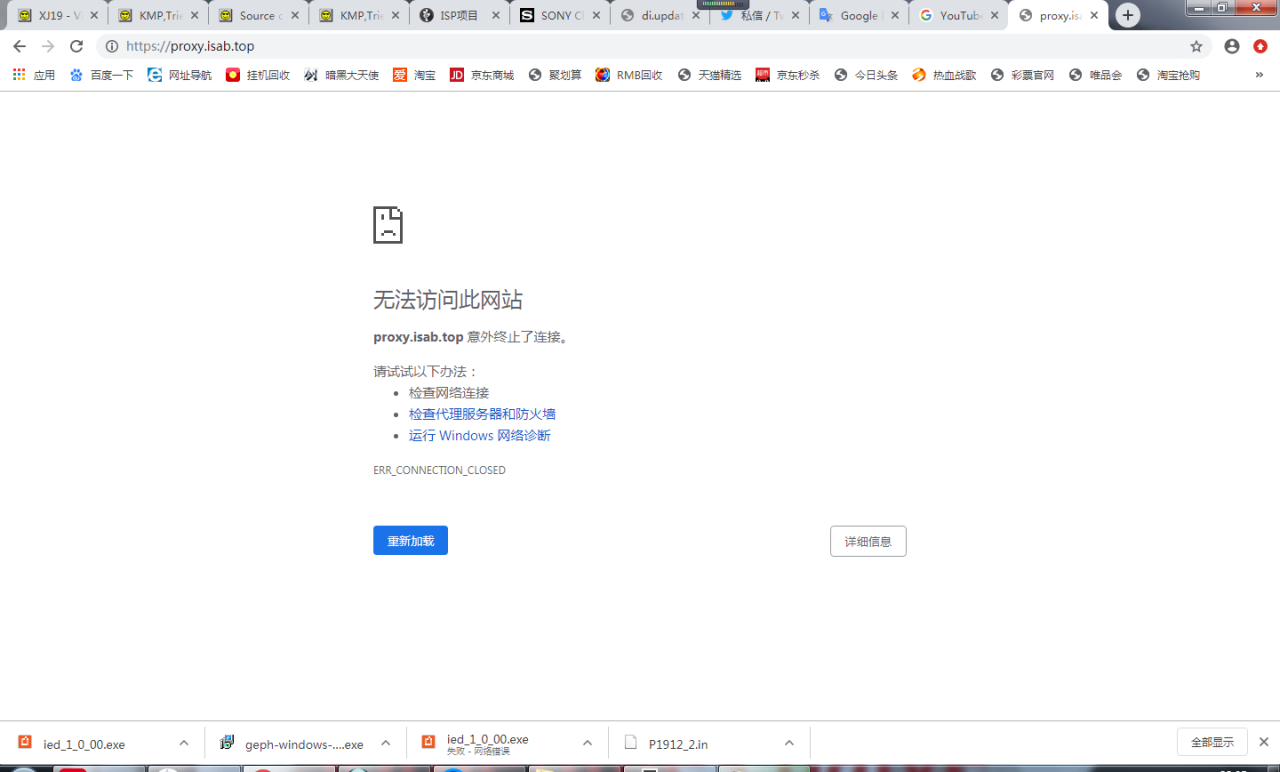 XJ19 - V
KMP,Trie
Source c
KMP,Trie
ISP项目
SONY Cl
di.updat
私信 / Tw
Google
YouTube
proxy.isa
https://proxy.isab.top
应用
百度一下
网址导航
挂机回收
暗黑大天使
爱
淘宝
JD
京东商城
聚划算
RMB回收
天猫精选
京东秒杀
今日头条
热血战歌
彩票官网
唯品会
淘宝抢购
»
无法访问此网站
proxy.isab.top 意外终止了连接。
请试试以下办法：
• 检查网络连接
• 检查代理服务器和防火墙
• 运行 Windows 网络诊断
ERR_CONNECTION_CLOSED
重新加载
详细信息
ied_1_0_00.exe
geph-windows-....exe
ied_1_0_00.exe
失败 - 网络错误
P1912_2.in
全部显示